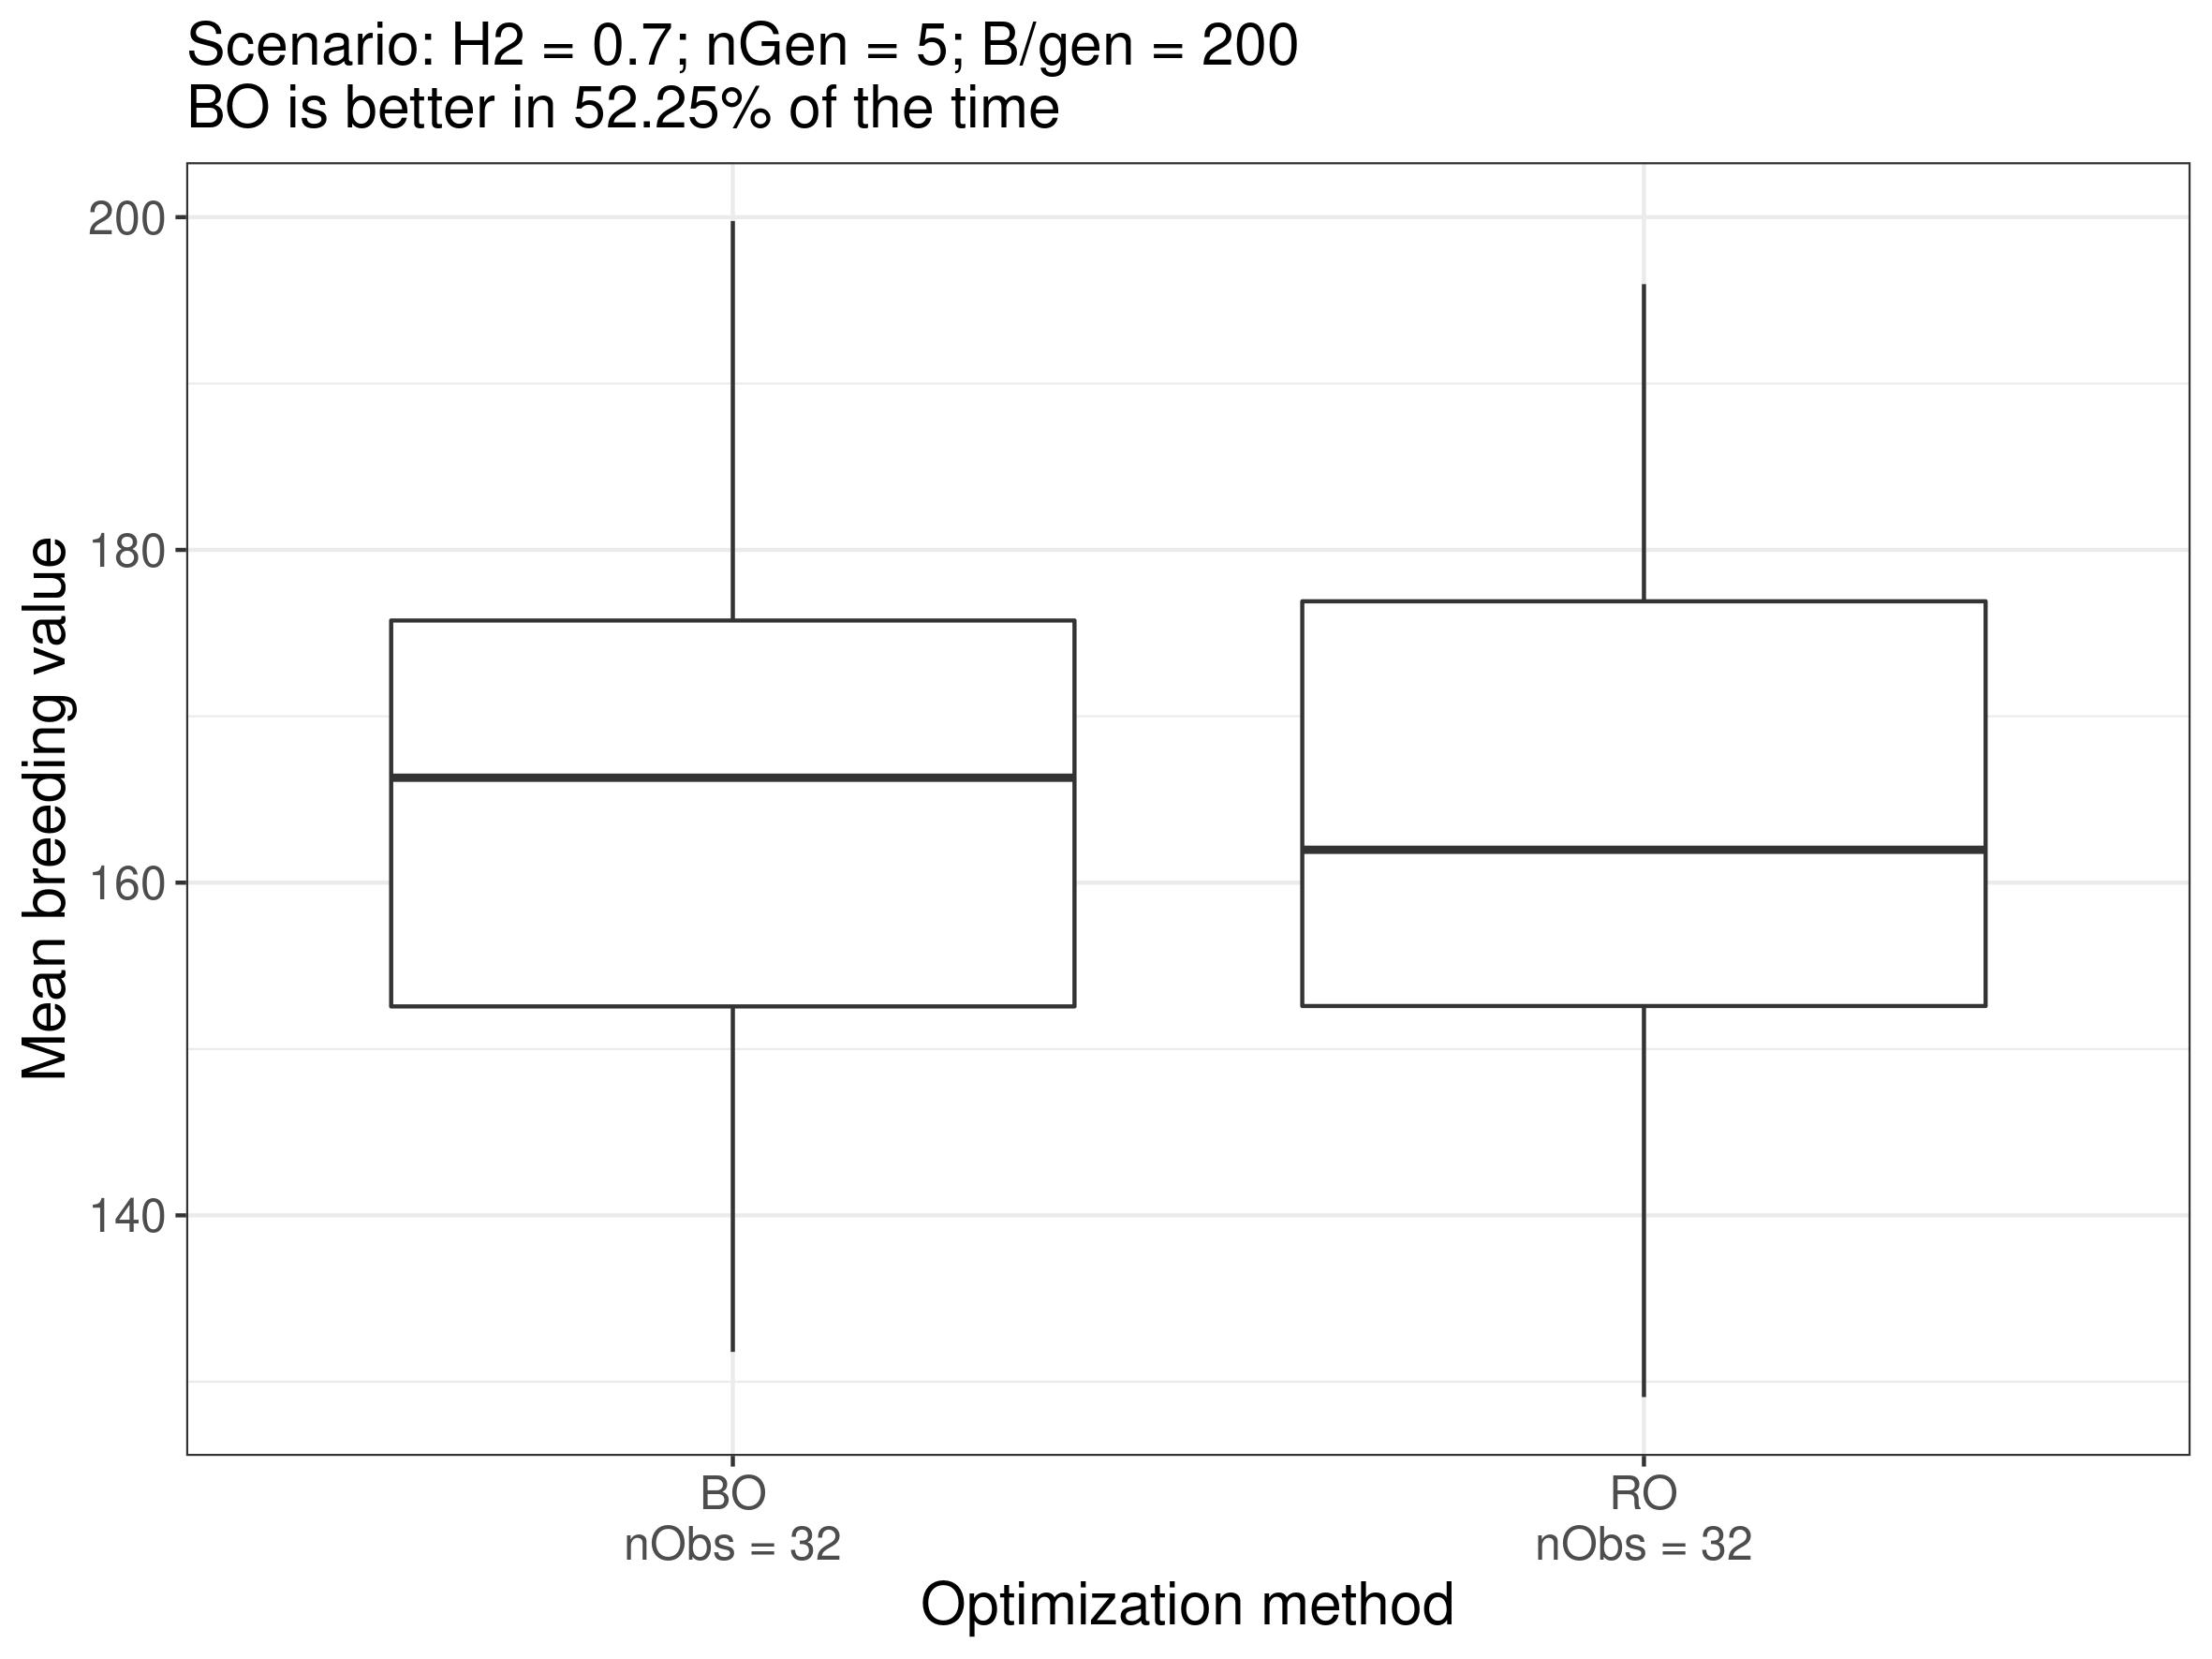 Scenario: H2 = 0.7; nGen = 5; B/gen = 200
BO is better in 52.25% of the time
Mean breeding value
200
180
160
140
BO
nObs = 32
RO
nObs = 32
Optimization method